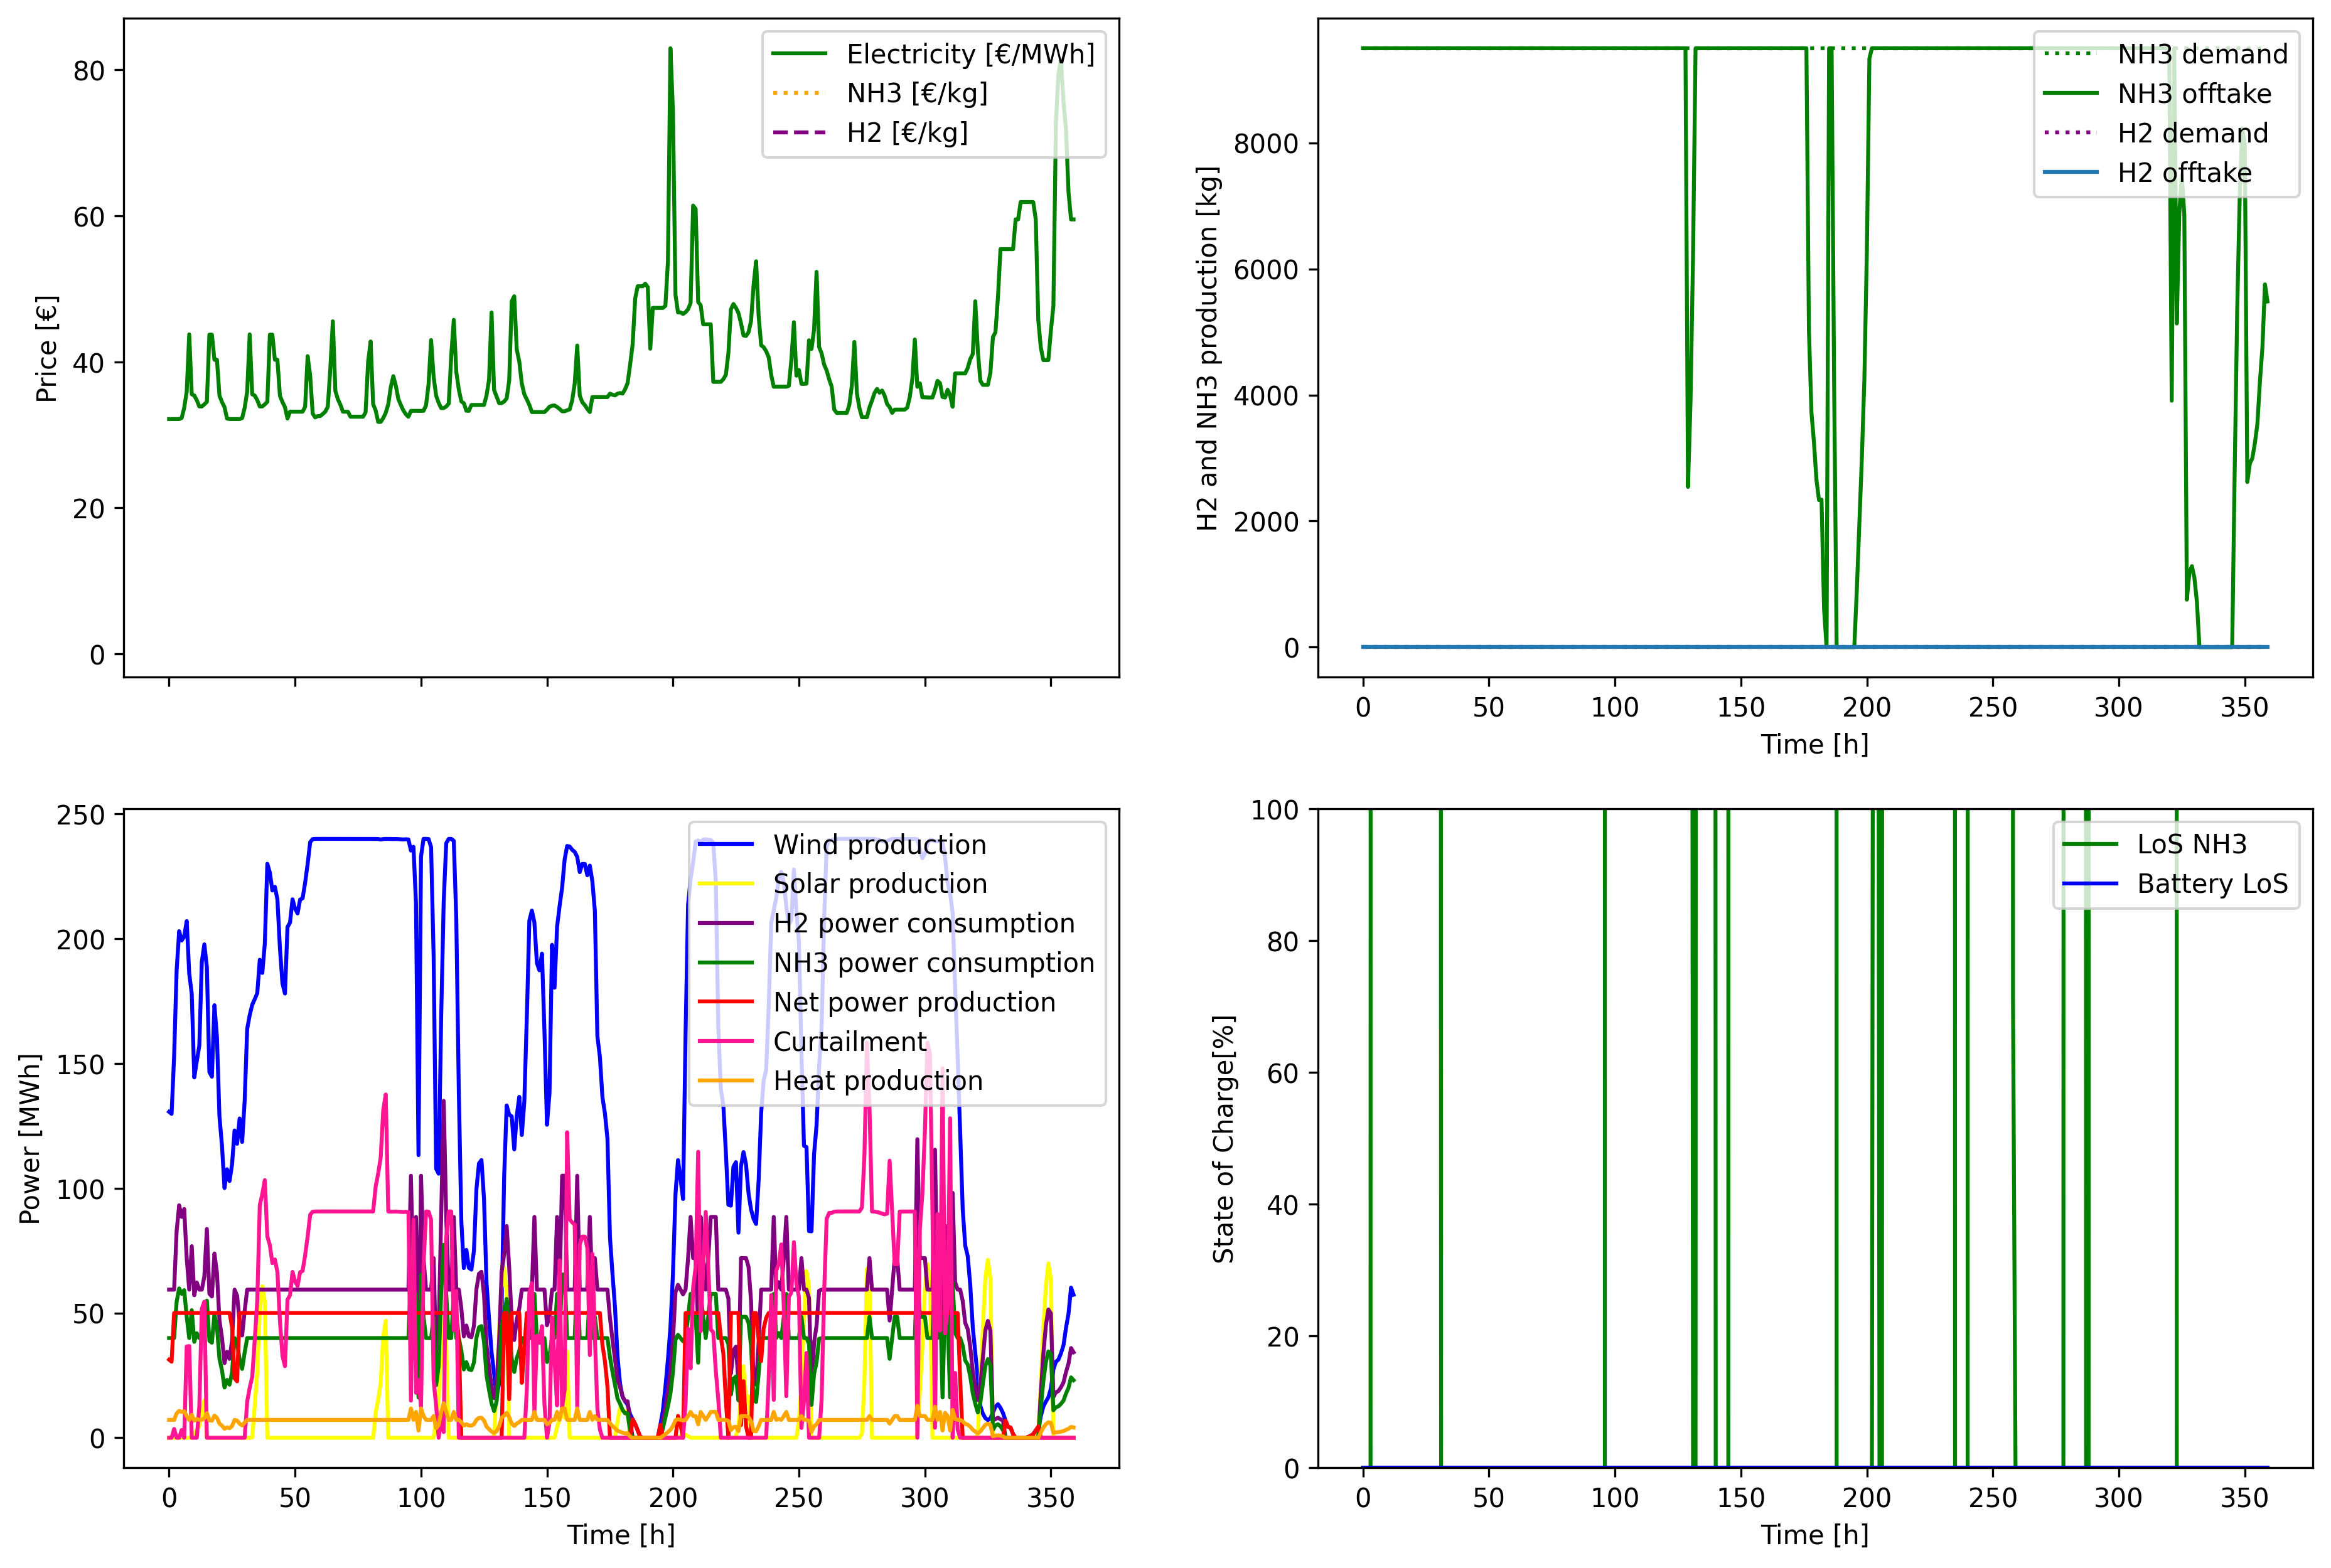 Electricity [€/MWh]
NH3 [€/kg]
H2 [€/kg]
80
60
40
20
0
Price [€]
NH3 demand
NH3 offtake
H2 demand
H2 offtake
8000
6000
4000
2000
0
H2 and NH3 production [kg]
0 50 100 150 200 250 300 350
Time [h]
Wind production
Solar production
H2 power consumption
NH3 power consumption
Net power production
Curtailment
Heat production
250
200
150
100
50
0
Power [MWh]
0 50 100 150 200 250 300 350
Time [h]
LoS NH3
Battery LoS
100
80
60
40
20
0
State of Charge[%]
0 50 100 150 200 250 300 350
Time [h]